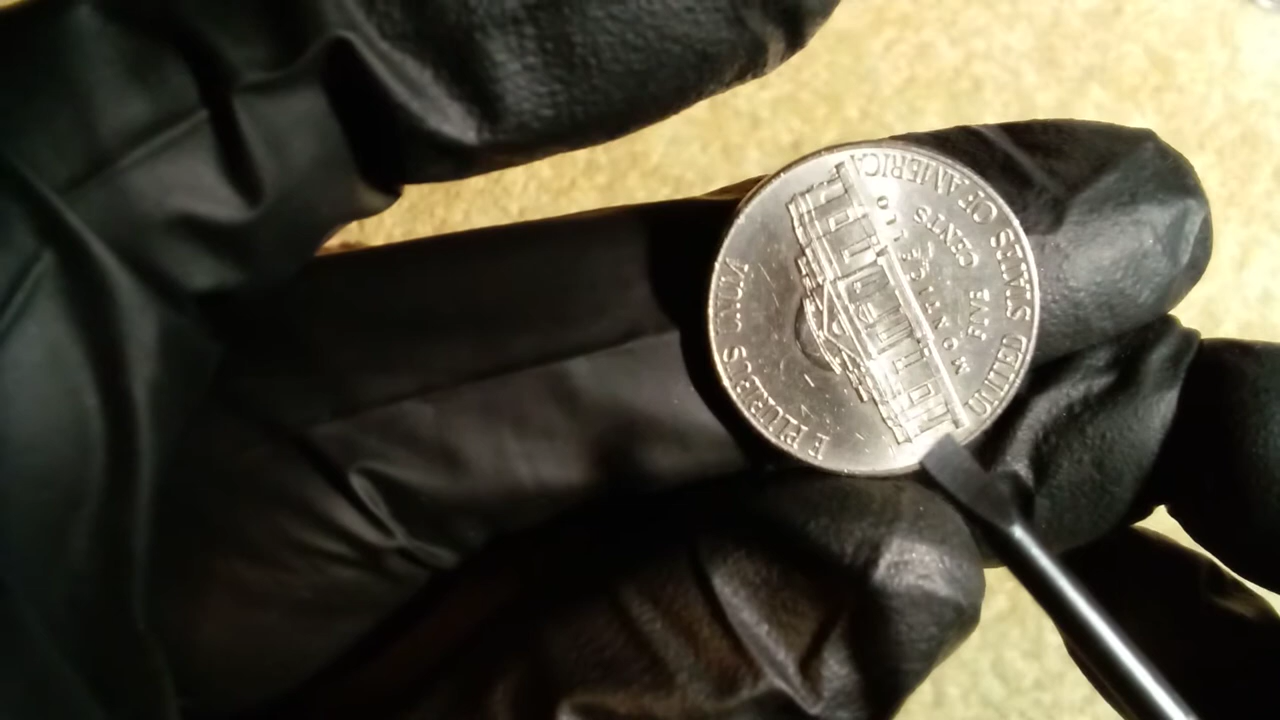 E PLURIBUS UNUM
MONTICELLO
FIVE CENTS
UNITED STATES OF AMERICA